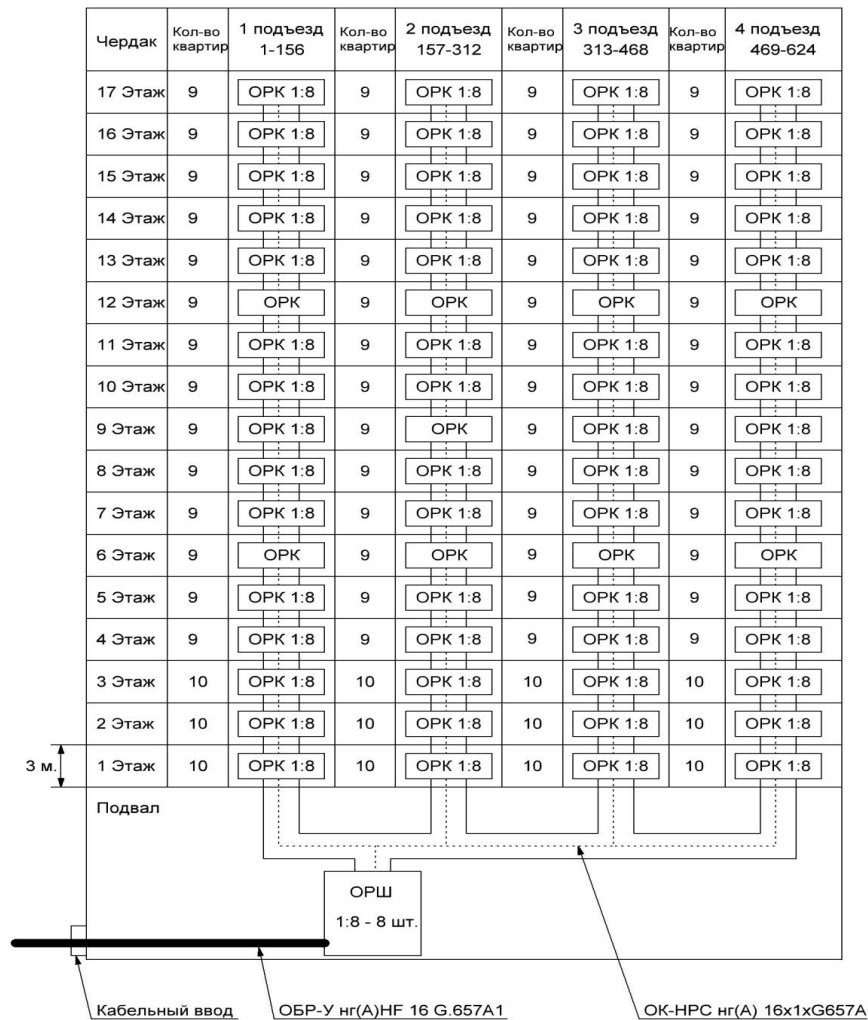 Чердак Кол-во квартир 1 подъезд 1-156 Кол-во квартир 2 подъезд 157-312 Кол-во квартир 3 подъезд 313-468 Кол-во квартир 4 подъезд 469-624
17 Этаж 9 ОРК 1:8 9 ОРК 1:8 9 ОРК 1:8 9 ОРК 1:8
16 Этаж 9 ОРК 1:8 9 ОРК 1:8 9 ОРК 1:8 9 ОРК 1:8
15 Этаж 9 ОРК 1:8 9 ОРК 1:8 9 ОРК 1:8 9 ОРК 1:8
14 Этаж 9 ОРК 1:8 9 ОРК 1:8 9 ОРК 1:8 9 ОРК 1:8
13 Этаж 9 ОРК 1:8 9 ОРК 1:8 9 ОРК 1:8 9 ОРК 1:8
12 Этаж 9 ОРК 9 ОРК 9 ОРК 9 ОРК
11 Этаж 9 ОРК 1:8 9 ОРК 1:8 9 ОРК 1:8 9 ОРК 1:8
10 Этаж 9 ОРК 1:8 9 ОРК 1:8 9 ОРК 1:8 9 ОРК 1:8
9 Этаж 9 ОРК 1:8 9 ОРК 9 ОРК 1:8 9 ОРК 1:8
8 Этаж 9 ОРК 1:8 9 ОРК 1:8 9 ОРК 1:8 9 ОРК 1:8
7 Этаж 9 ОРК 1:8 9 ОРК 1:8 9 ОРК 1:8 9 ОРК 1:8
6 Этаж 9 ОРК 9 ОРК 9 ОРК 9 ОРК
5 Этаж 9 ОРК 1:8 9 ОРК 1:8 9 ОРК 1:8 9 ОРК 1:8
4 Этаж 9 ОРК 1:8 9 ОРК 1:8 9 ОРК 1:8 9 ОРК 1:8
3 Этаж 10 ОРК 1:8 10 ОРК 1:8 10 ОРК 1:8 10 ОРК 1:8
2 Этаж 10 ОРК 1:8 10 ОРК 1:8 10 ОРК 1:8 10 ОРК 1:8
3 м. 1 Этаж 10 ОРК 1:8 10 ОРК 1:8 10 ОРК 1:8 10 ОРК 1:8
Подвал
ОРШ
1:8 - 8 шт.
Кабельный ввод ОБР-У нг(А)HF 16 G.657A1 ОК-НРС нг(А) 16x1xG657A